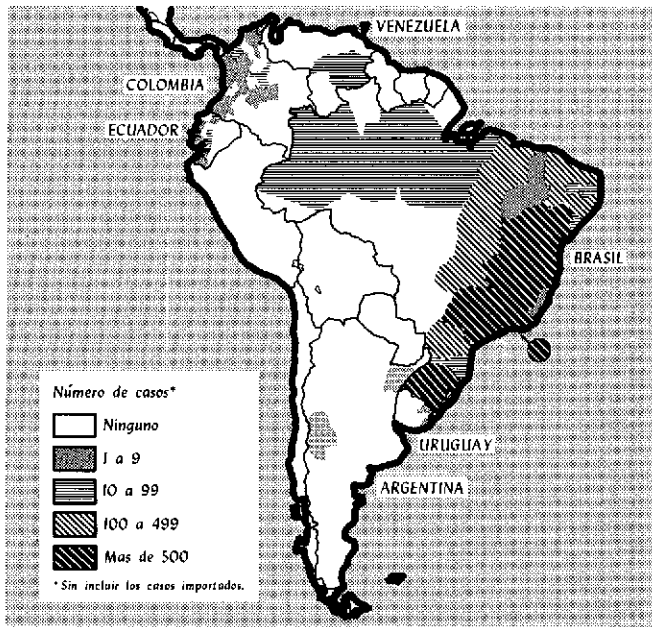 VENEZUELA
COLOMBIA
ECUADOR
BRASIL
URUGUAY
ARGENTINA
Número de casos*
Ninguno
1 a 9
10 a 99
100 a 499
Mas de 500
* Sin incluir los casos importados.